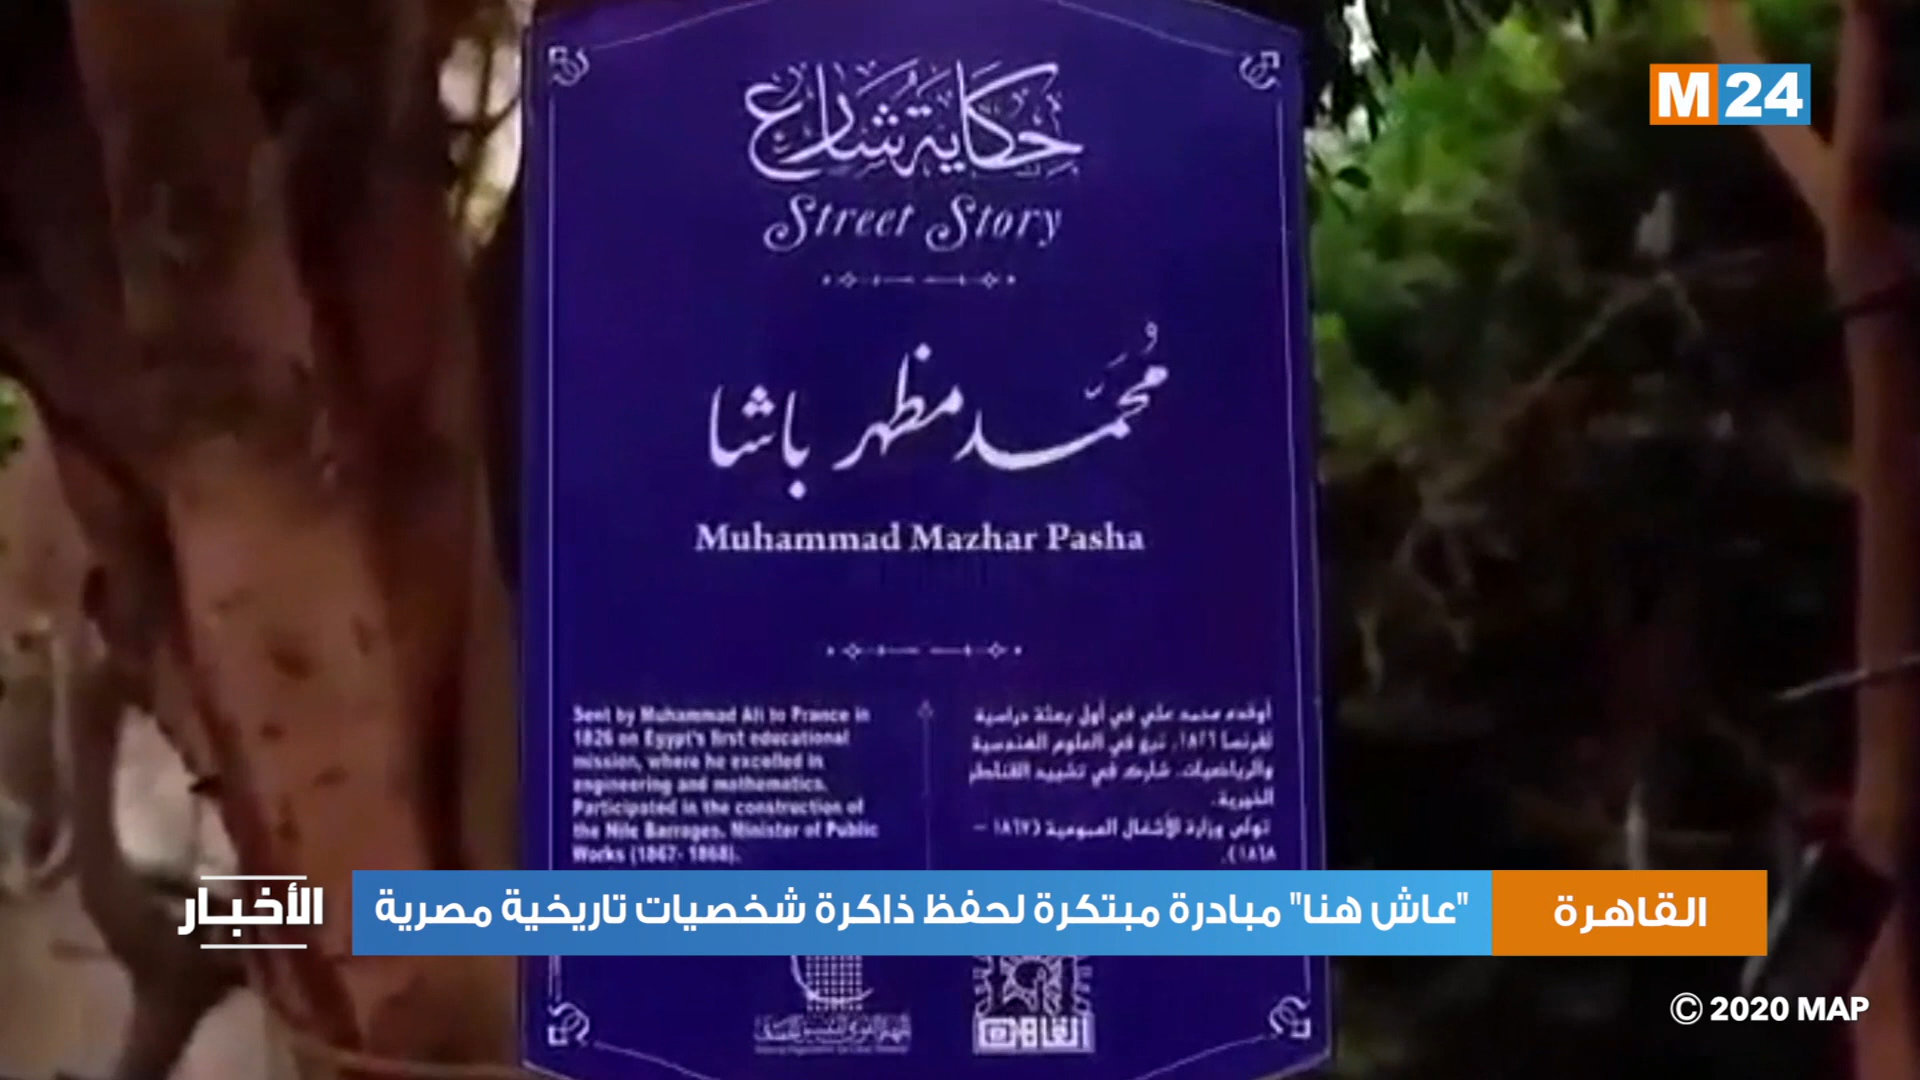 M24
حكاية شارع
Street Story
مُحَمَّد مظهر باشا
Muhammad Mazhar Pasha
Sent by Muhammad Ali to France in
1826 on Egypt's first educational
mission, where he excelled in
engineering and mathematics.
Participated in the construction of
the Nile Barrages. Minister of Public
Works (1867- 1868).
أوفده محمد علي في أول بعثة دراسية
لفرنسا ١٨٢٦. نبغ في العلوم الهندسية
والرياضيات. شارك في تشييد القناطر
الخيرية.
تولى وزارة الأشغال العمومية (١٨٦٧ –
١٨٦٨).
القاهرة
"عاش هنا" مبادرة مبتكرة لحفظ ذاكرة شخصيات تاريخية مصرية
الأخبار
© 2020 MAP